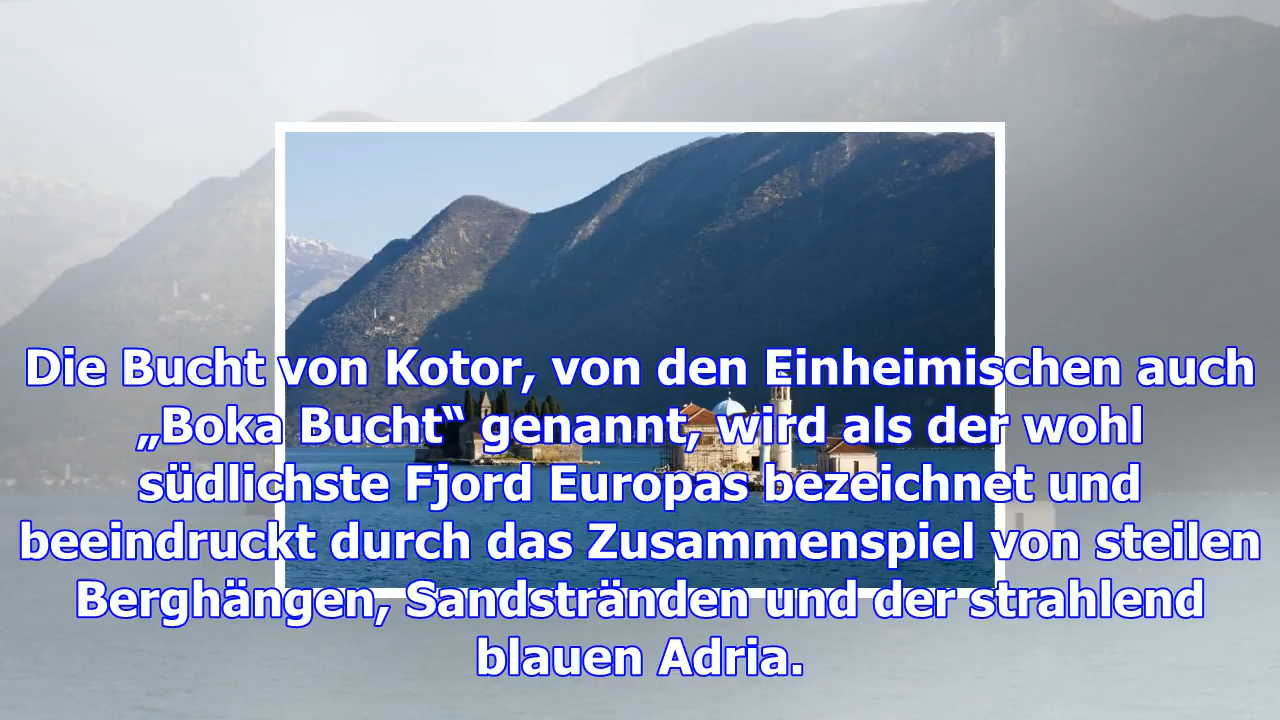 Die Bucht von Kotor, von den Einheimischen auch
„Boka Bucht“ genannt, wird als der wohl
südlichste Fjord Europas bezeichnet und
beeindruckt durch das Zusammenspiel von steilen
Berghängen, Sandstränden und der strahlend
blauen Adria.